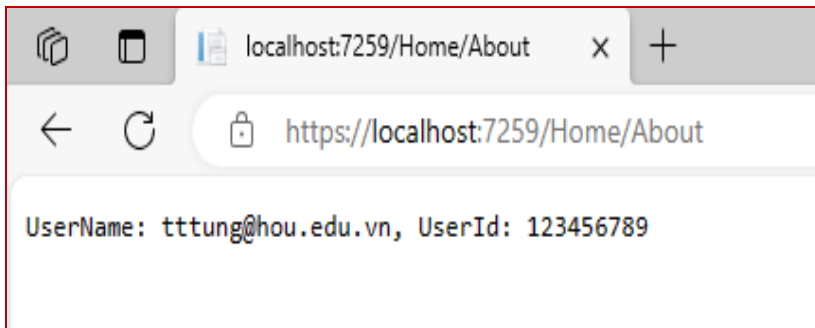 localhost:7259/Home/About
https://localhost:7259/Home/About
UserName: tttung@hou.edu.vn, UserId: 123456789